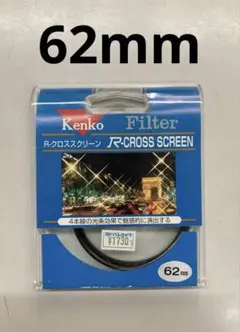 62mm
Kenko
Filter
R-クロススクリーン
R-CROSS SCREEN
4本線の光条効果で魅惑的に演出する
¥1730
62mm